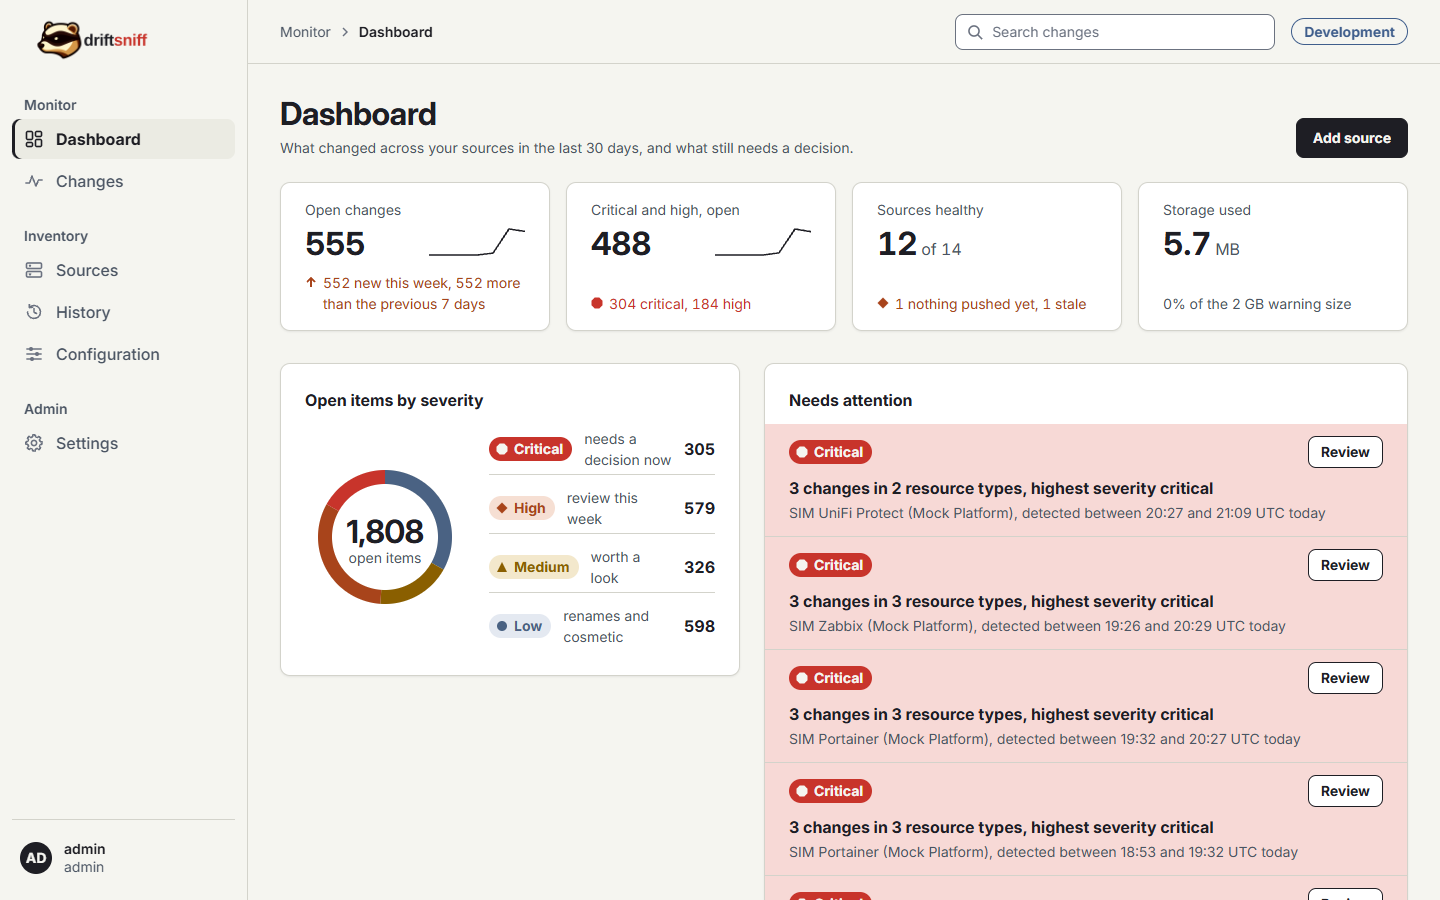 driftsniff
Monitor
Dashboard
Changes
Inventory
Sources
History
Configuration
Admin
Settings
AD
admin
admin
Monitor > Dashboard
Search changes
Development
Dashboard
What changed across your sources in the last 30 days, and what still needs a decision.
Add source
Open changes
555
552 new this week, 552 more
than the previous 7 days
Critical and high, open
488
304 critical, 184 high
Sources healthy
12 of 14
1 nothing pushed yet, 1 stale
Storage used
5.7 MB
0% of the 2 GB warning size
Open items by severity
1,808
open items
Critical
needs a
decision now
305
High
review this
week
579
Medium
worth a
look
326
Low
renames and
cosmetic
598
Needs attention
Critical
Review
3 changes in 2 resource types, highest severity critical
SIM UniFi Protect (Mock Platform), detected between 20:27 and 21:09 UTC today
Critical
Review
3 changes in 3 resource types, highest severity critical
SIM Zabbix (Mock Platform), detected between 19:26 and 20:29 UTC today
Critical
Review
3 changes in 3 resource types, highest severity critical
SIM Portainer (Mock Platform), detected between 19:32 and 20:27 UTC today
Critical
Review
3 changes in 3 resource types, highest severity critical
SIM Portainer (Mock Platform), detected between 18:53 and 19:32 UTC today